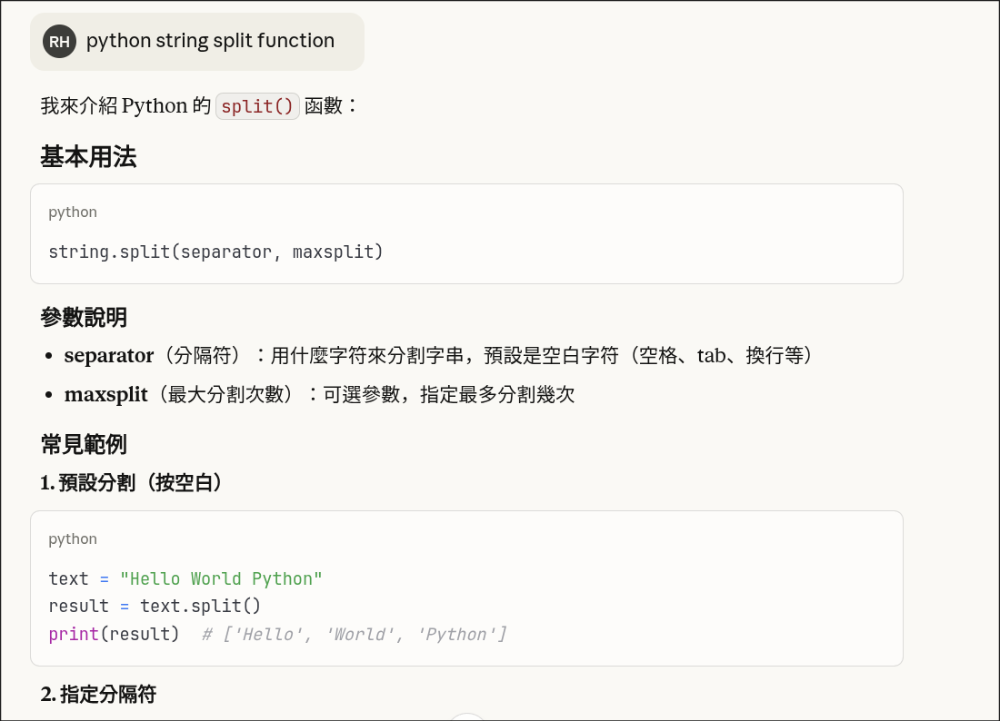 RH python string split function
我來介紹 Python 的 split() 函數：
基本用法
python
string.split(separator, maxsplit)
參數說明
• separator（分隔符）：用什麼字符來分割字串，預設是空白字符（空格、tab、換行等）
• maxsplit（最大分割次數）：可選參數，指定最多分割幾次
常見範例
1. 預設分割（按空白）
python
text = "Hello World Python"
result = text.split()
print(result)  # ['Hello', 'World', 'Python']
2. 指定分隔符